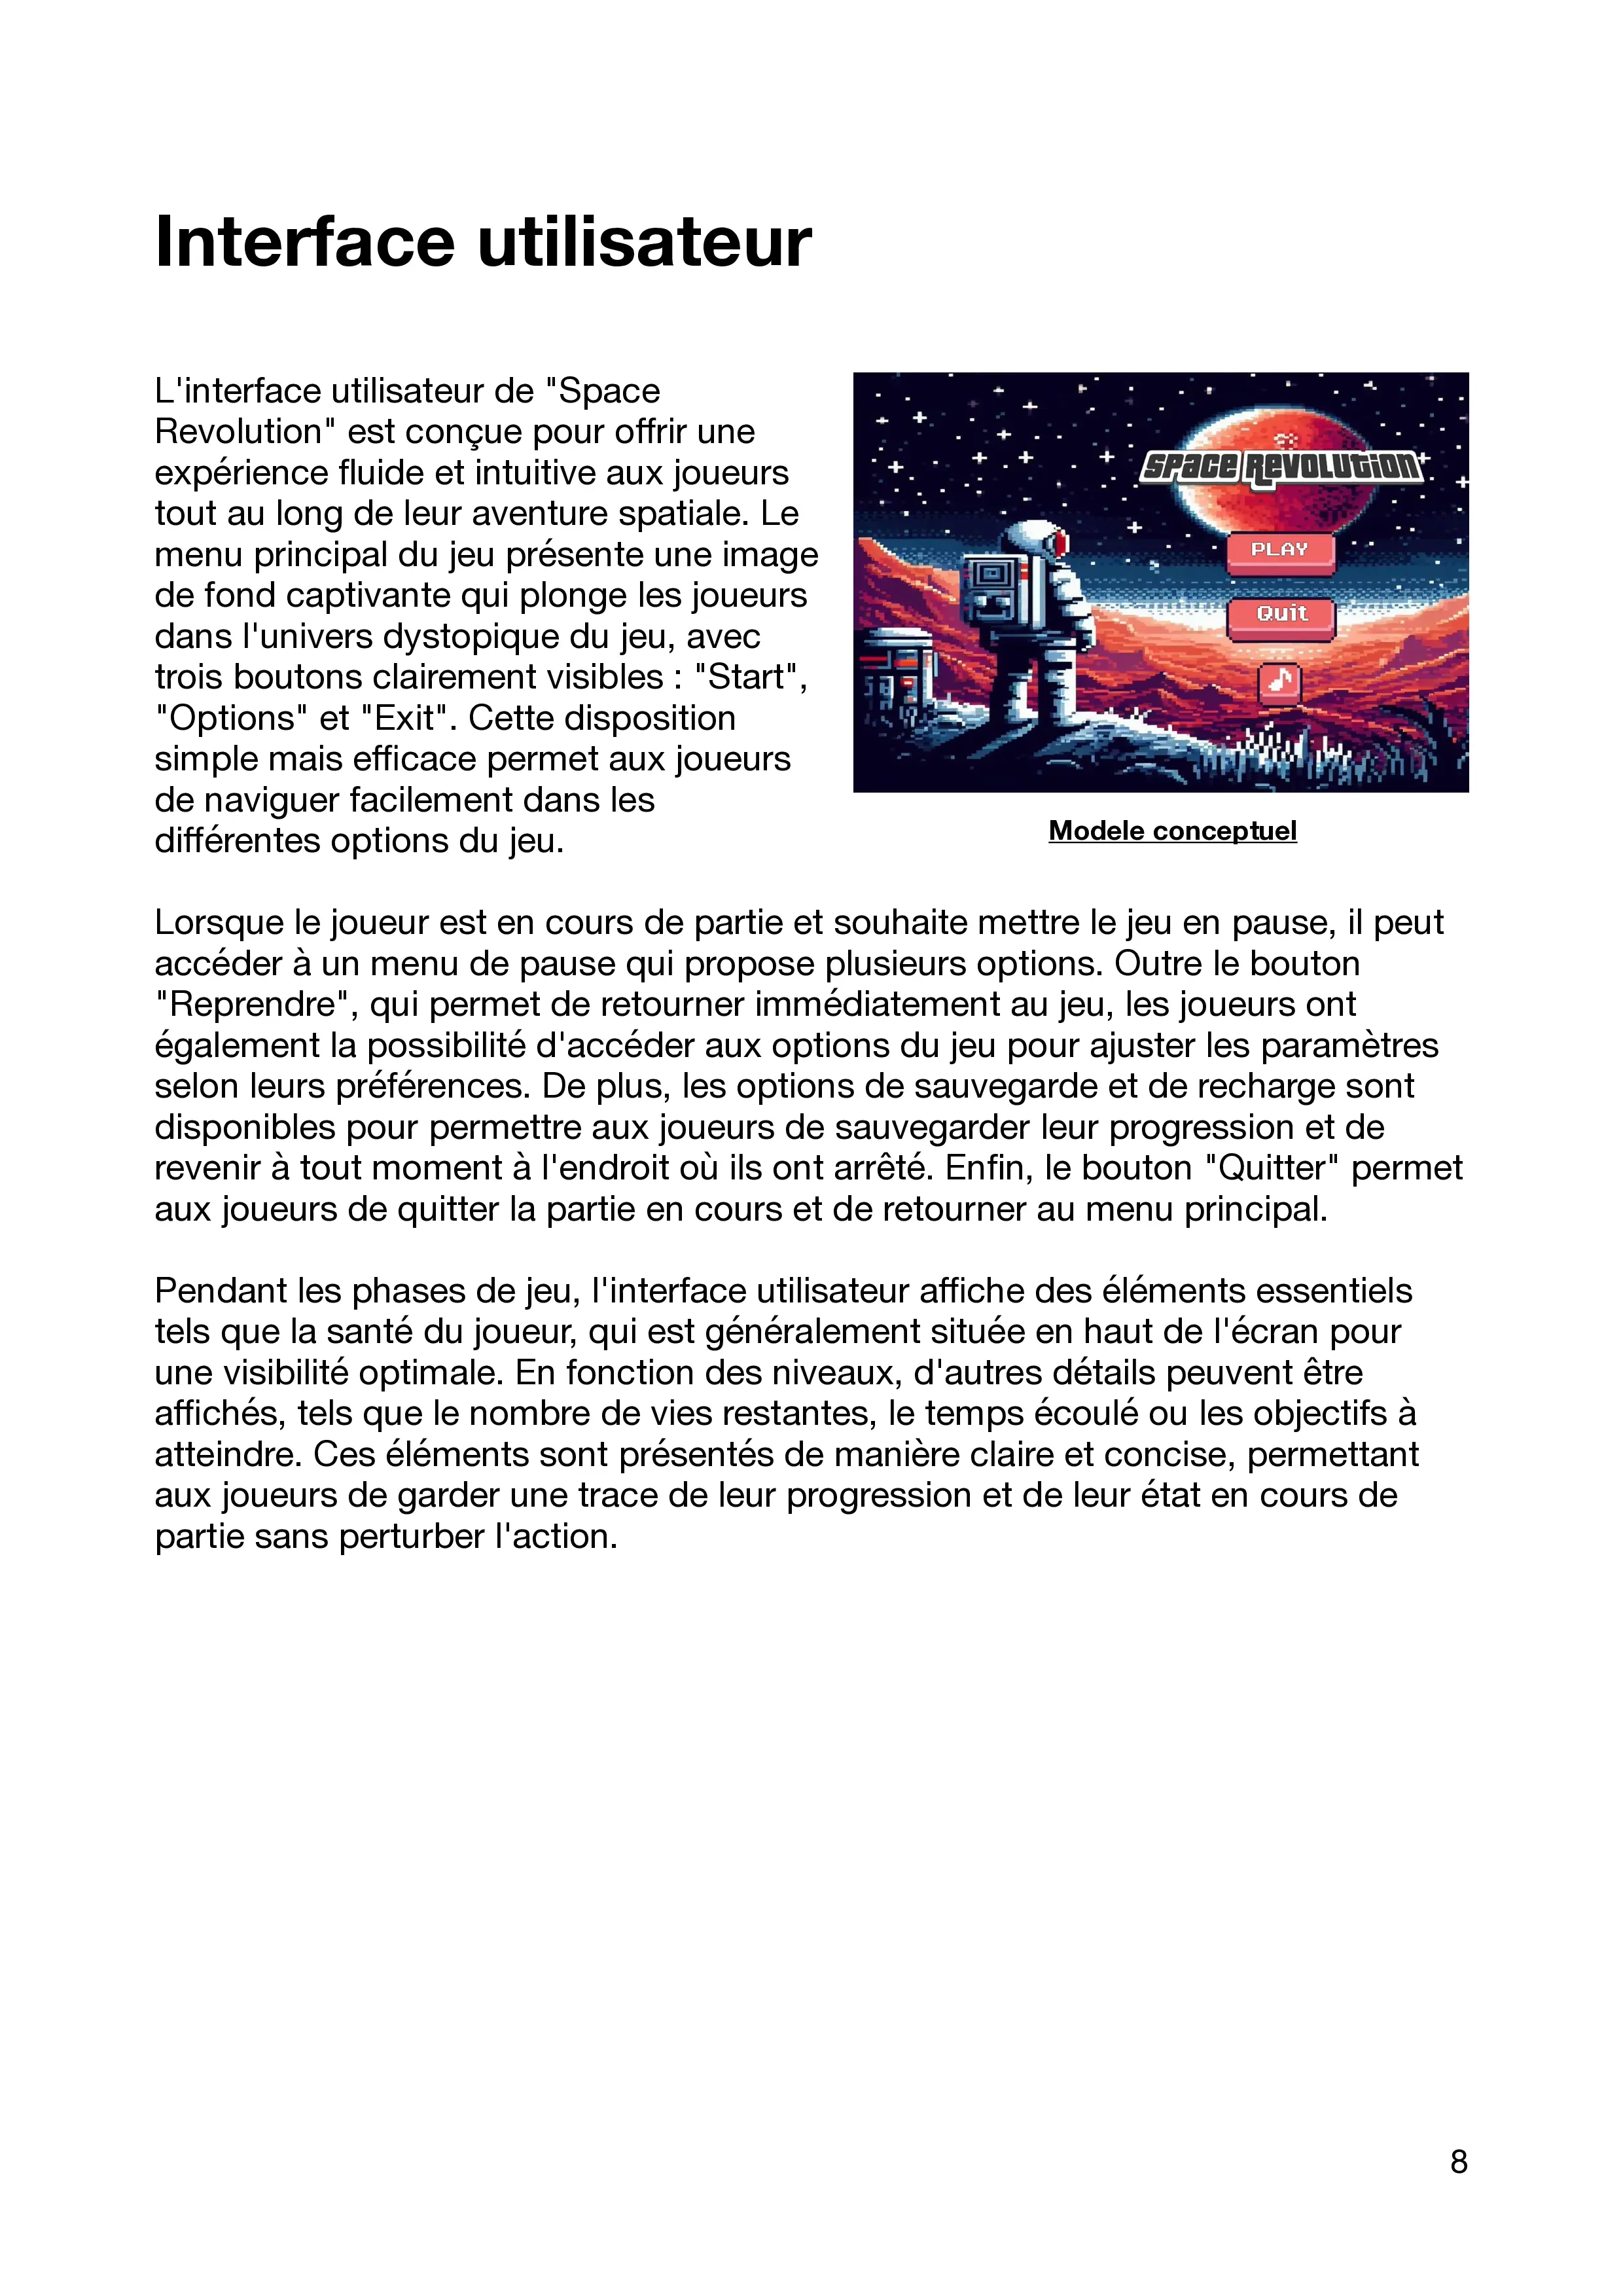 Interface utilisateur
L'interface utilisateur de "Space
Revolution" est conçue pour offrir une
expérience fluide et intuitive aux joueurs
tout au long de leur aventure spatiale. Le
menu principal du jeu présente une image
de fond captivante qui plonge les joueurs
dans l'univers dystopique du jeu, avec
trois boutons clairement visibles : "Start",
"Options" et "Exit". Cette disposition
simple mais efficace permet aux joueurs
de naviguer facilement dans les
différentes options du jeu.
SPACE REVOLUTION
PLAY
Quit
Modele conceptuel
Lorsque le joueur est en cours de partie et souhaite mettre le jeu en pause, il peut
accéder à un menu de pause qui propose plusieurs options. Outre le bouton
"Reprendre", qui permet de retourner immédiatement au jeu, les joueurs ont
également la possibilité d'accéder aux options du jeu pour ajuster les paramètres
selon leurs préférences. De plus, les options de sauvegarde et de recharge sont
disponibles pour permettre aux joueurs de sauvegarder leur progression et de
revenir à tout moment à l'endroit où ils ont arrêté. Enfin, le bouton "Quitter" permet
aux joueurs de quitter la partie en cours et de retourner au menu principal.
Pendant les phases de jeu, l'interface utilisateur affiche des éléments essentiels
tels que la santé du joueur, qui est généralement située en haut de l'écran pour
une visibilité optimale. En fonction des niveaux, d'autres détails peuvent être
affichés, tels que le nombre de vies restantes, le temps écoulé ou les objectifs à
atteindre. Ces éléments sont présentés de manière claire et concise, permettant
aux joueurs de garder une trace de leur progression et de leur état en cours de
partie sans perturber l'action.
8